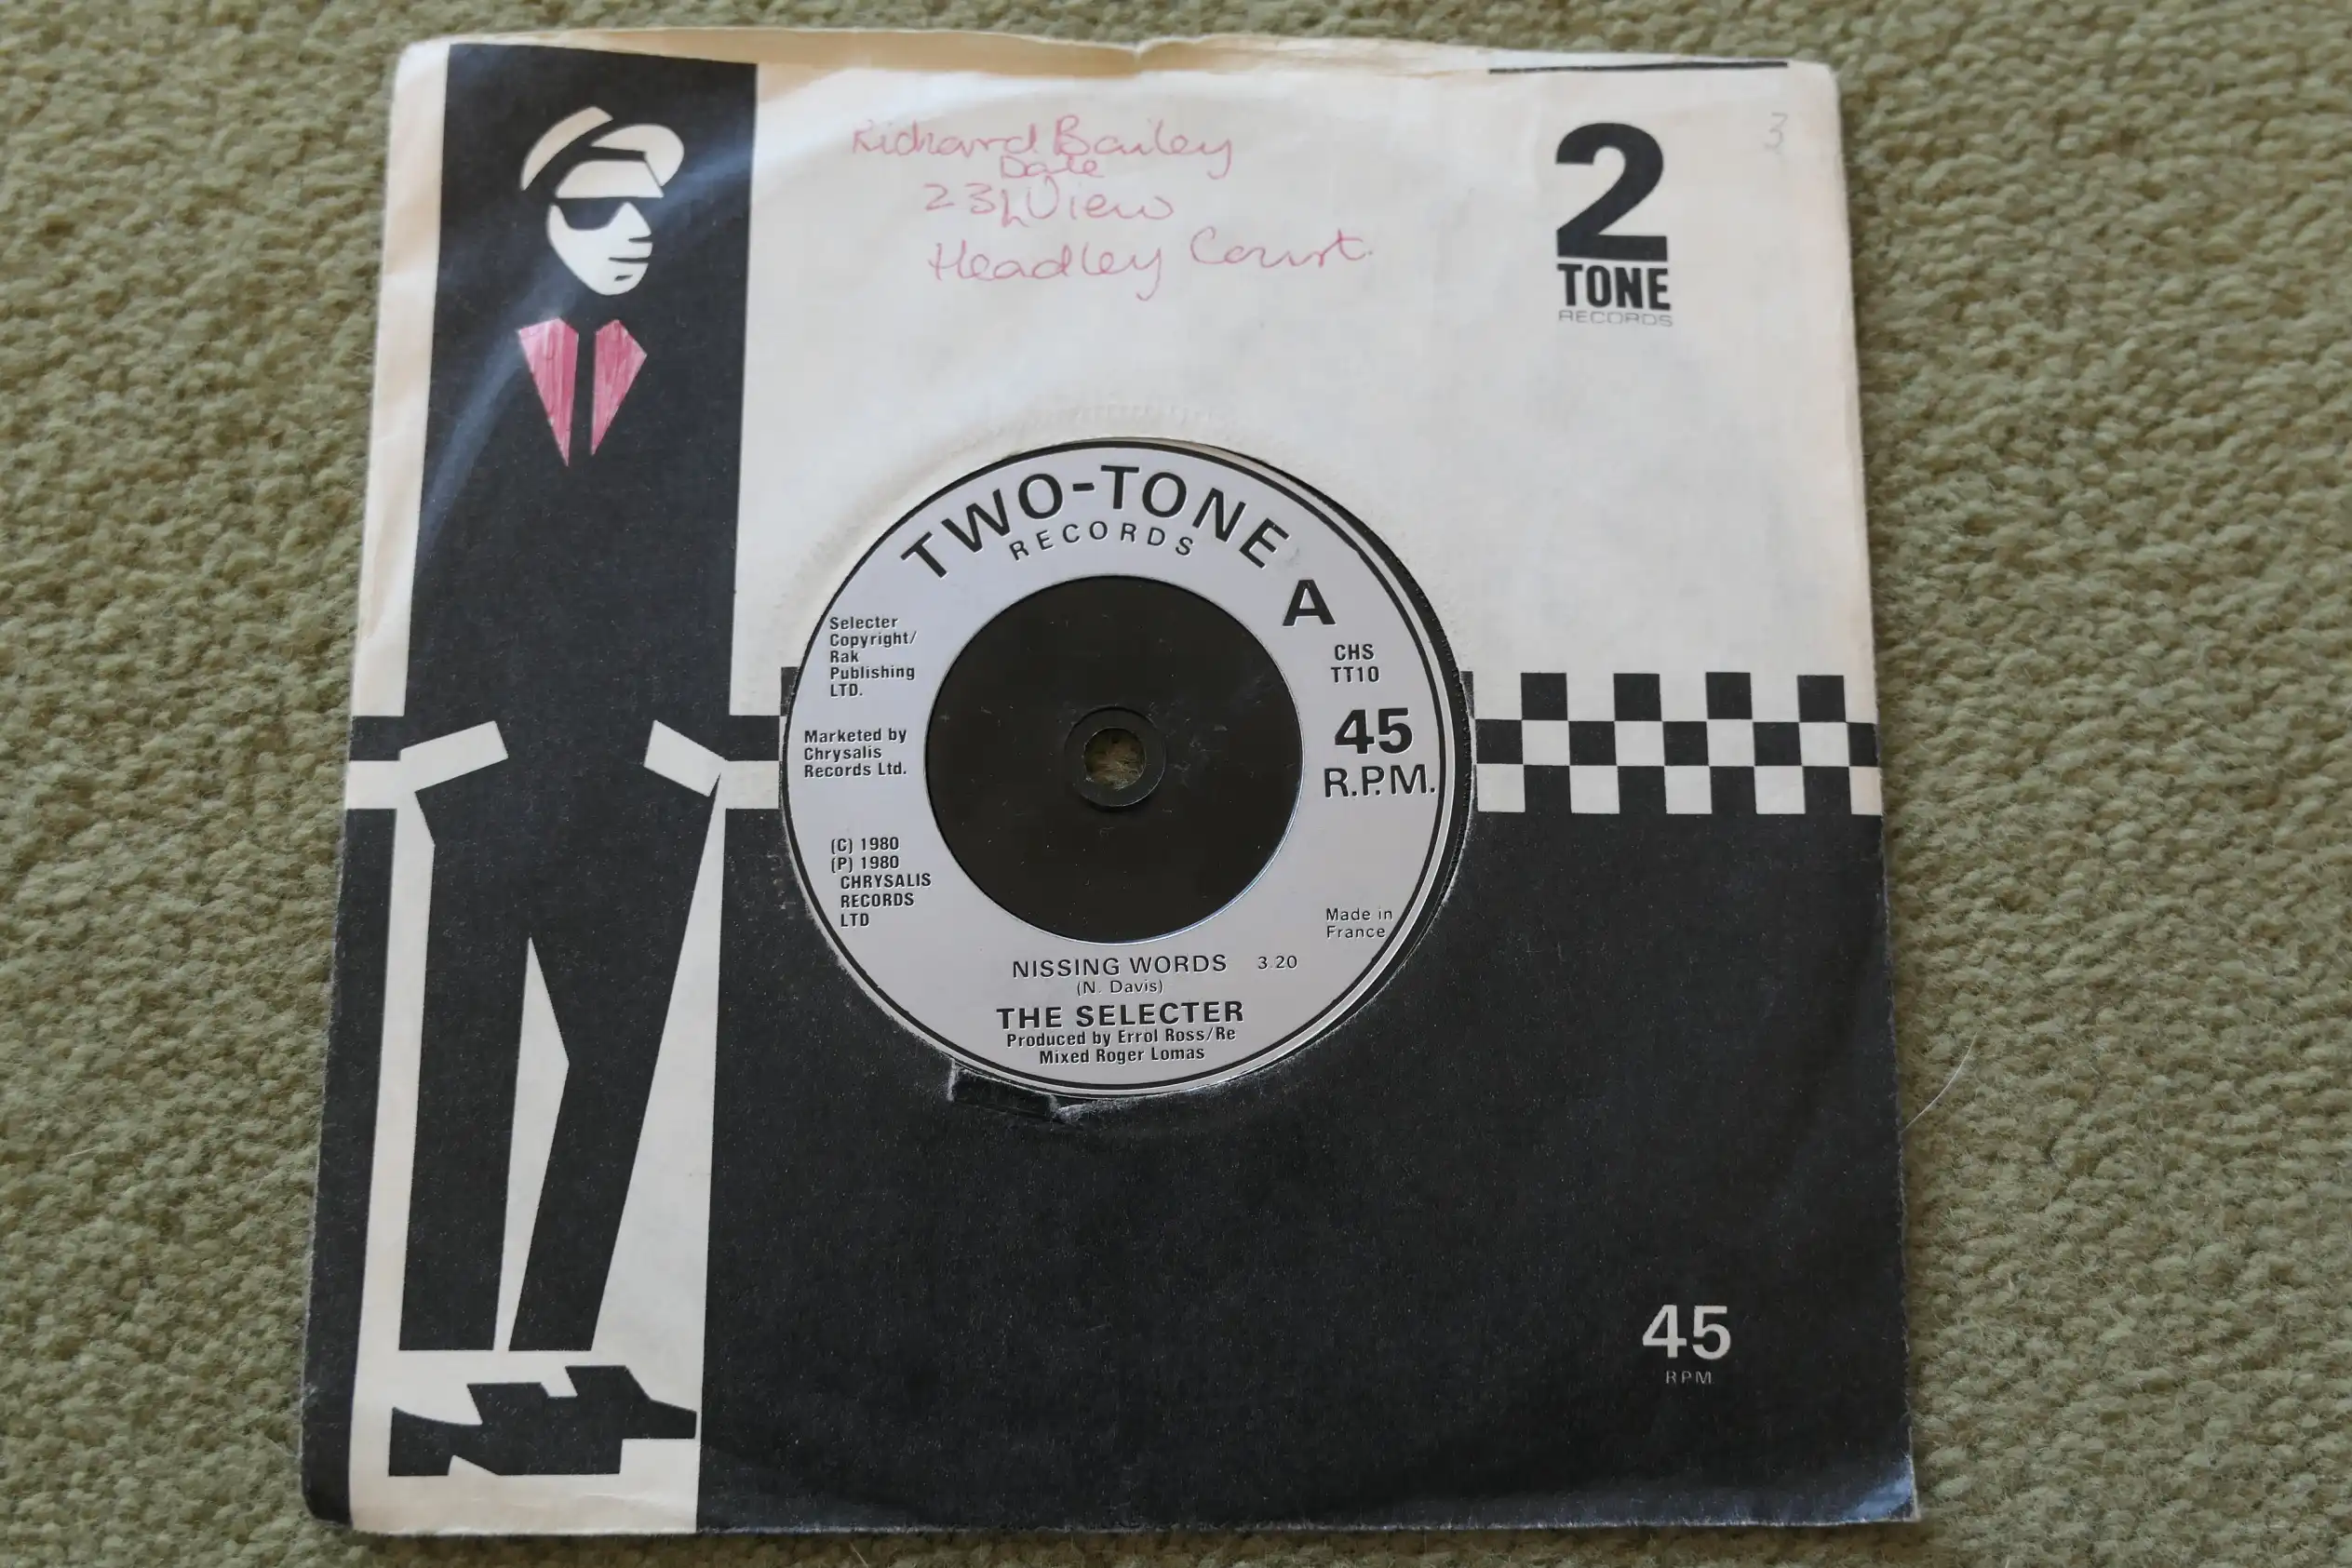 Richard Bailey
Dale
23 View
Headley Court.
3
2
TONE
RECORDS
TWO-TONE
RECORDS
A
Selecter
Copyright/
Rak
Publishing
LTD.
CHS
TT10
Marketed by
Chrysalis
Records Ltd.
45
R.P.M.
(C) 1980
(P) 1980
CHRYSALIS
RECORDS
LTD
Made in
France
NISSING WORDS 3.20
(N. Davis)
THE SELECTER
Produced by Errol Ross/Re
Mixed Roger Lomas
45
RPM